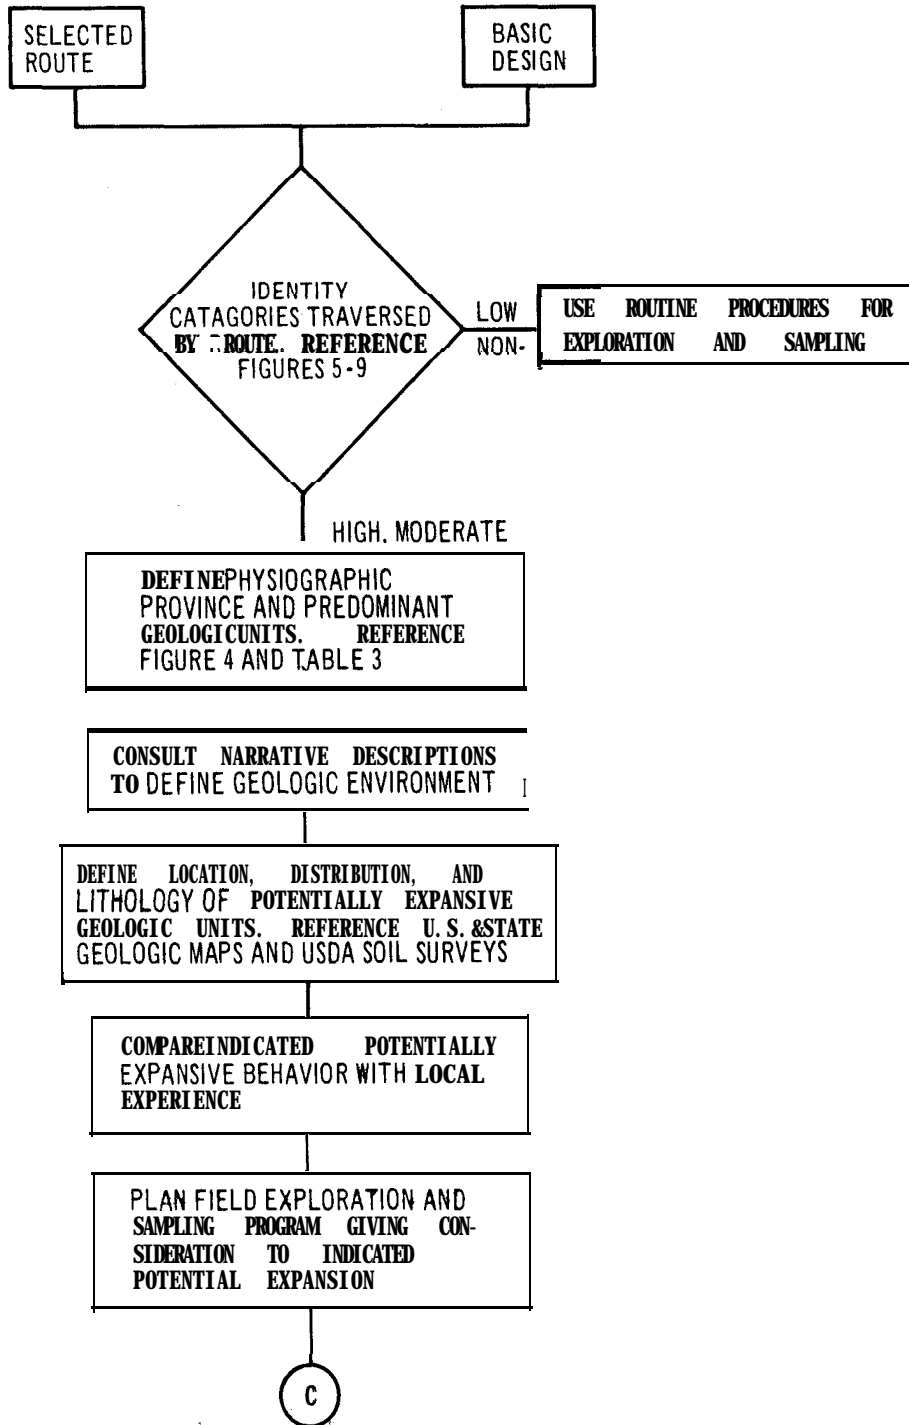 SELECTED
ROUTE
BASIC
DESIGN
IDENTITY
CATAGORIES TRAVERSED
BY ROUTE. REFERENCE
FIGURES 5-9
LOW
NON-
USE ROUTINE PROCEDURES FOR
EXPLORATION AND SAMPLING
HIGH, MODERATE
DEFINE PHYSIOGRAPHIC
PROVINCE AND PREDOMINANT
GEOLOGIC UNITS. REFERENCE
FIGURE 4 AND TABLE 3
CONSULT NARRATIVE DESCRIPTIONS
TO DEFINE GEOLOGIC ENVIRONMENT
DEFINE LOCATION, DISTRIBUTION, AND
LITHOLOGY OF POTENTIALLY EXPANSIVE
GEOLOGIC UNITS. REFERENCE U.S. &STATE
GEOLOGIC MAPS AND USDA SOIL SURVEYS
COMPARE INDICATED POTENTIALLY
EXPANSIVE BEHAVIOR WITH LOCAL
EXPERIENCE
PLAN FIELD EXPLORATION AND
SAMPLING PROGRAM GIVING CON-
SIDERATION TO INDICATED
POTENTIAL EXPANSION
C